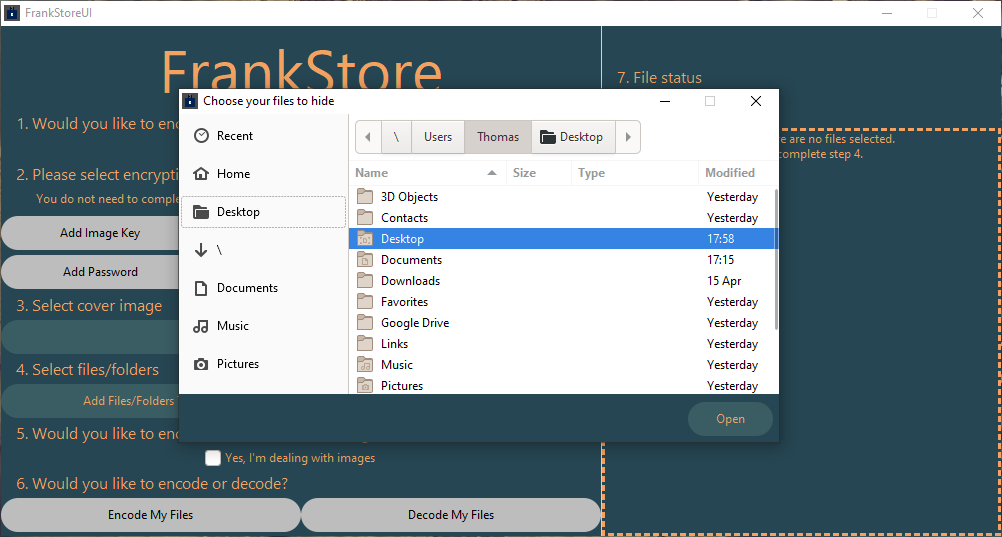 FrankStoreUI
FrankStore
1. Would you like to
2. Please select
You do not need to
Add Image Key
Add Password
3. Select cover image
4. Select files/folders
Add Files/Folders
5. Would you like to
Yes, I'm dealing with images
6. Would you like to encode or decode?
Encode My Files
Decode My Files
Choose your files to hide
Recent
Home
Desktop
\
Documents
Music
Pictures
\ Users Thomas Desktop
Name Size Type Modified
3D Objects Yesterday
Contacts Yesterday
Desktop 17:58
Documents 17:15
Downloads 15 Apr
Favorites Yesterday
Google Drive Yesterday
Links Yesterday
Music Yesterday
Pictures Yesterday
Open
7. File status
are no files selected.
complete step 4.